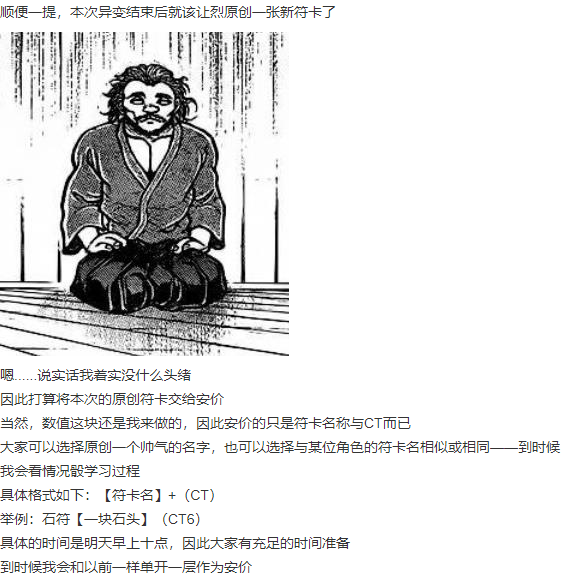 顺便一提，本次异变结束后就该让烈原创一张新符卡了
嗯......说实话我着实没什么头绪
因此打算将本次的原创符卡交给安价
当然，数值这块还是我来做的，因此安价的只是符卡名称与CT而已
大家可以选择原创一个帅气的名字，也可以选择与某位角色的符卡名相似或相同——到时候
我会看情况骰学习过程
具体格式如下：【符卡名】+（CT）
举例：石符【一块石头】（CT6）
具体的时间是明天早上十点，因此大家有充足的时间准备
到时候我会和以前一样单开一层作为安价